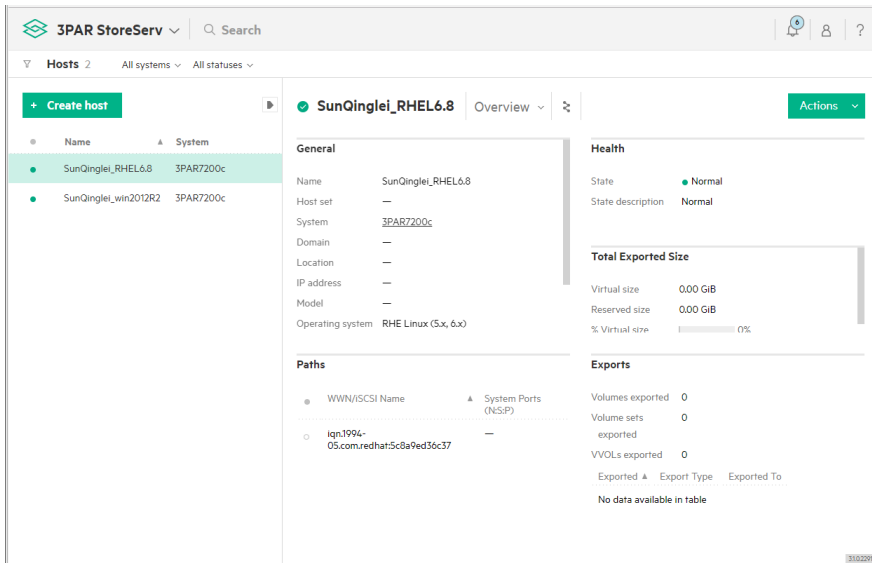 3PAR StoreServ
Search
6
?
Hosts 2
All systems
All statuses
+ Create host
Name
System
SunQinglei_RHEL6.8
3PAR7200c
SunQinglei_win2012R2
3PAR7200c
SunQinglei_RHEL6.8
Overview
Actions
General
Name
SunQinglei_RHEL6.8
Host set
—
System
3PAR7200c
Domain
—
Location
—
IP address
—
Model
—
Operating system
RHE Linux (5.x, 6.x)
Health
State
Normal
State description
Normal
Total Exported Size
Virtual size
0.00 GiB
Reserved size
0.00 GiB
% Virtual size
0%
Paths
WWN/iSCSI Name
System Ports
(N:S:P)
iqn.1994-
05.com.redhat:5c8a9ed36c37
—
Exports
Volumes exported
0
Volume sets
exported
0
VVOLs exported
0
Exported
Export Type
Exported To
No data available in table